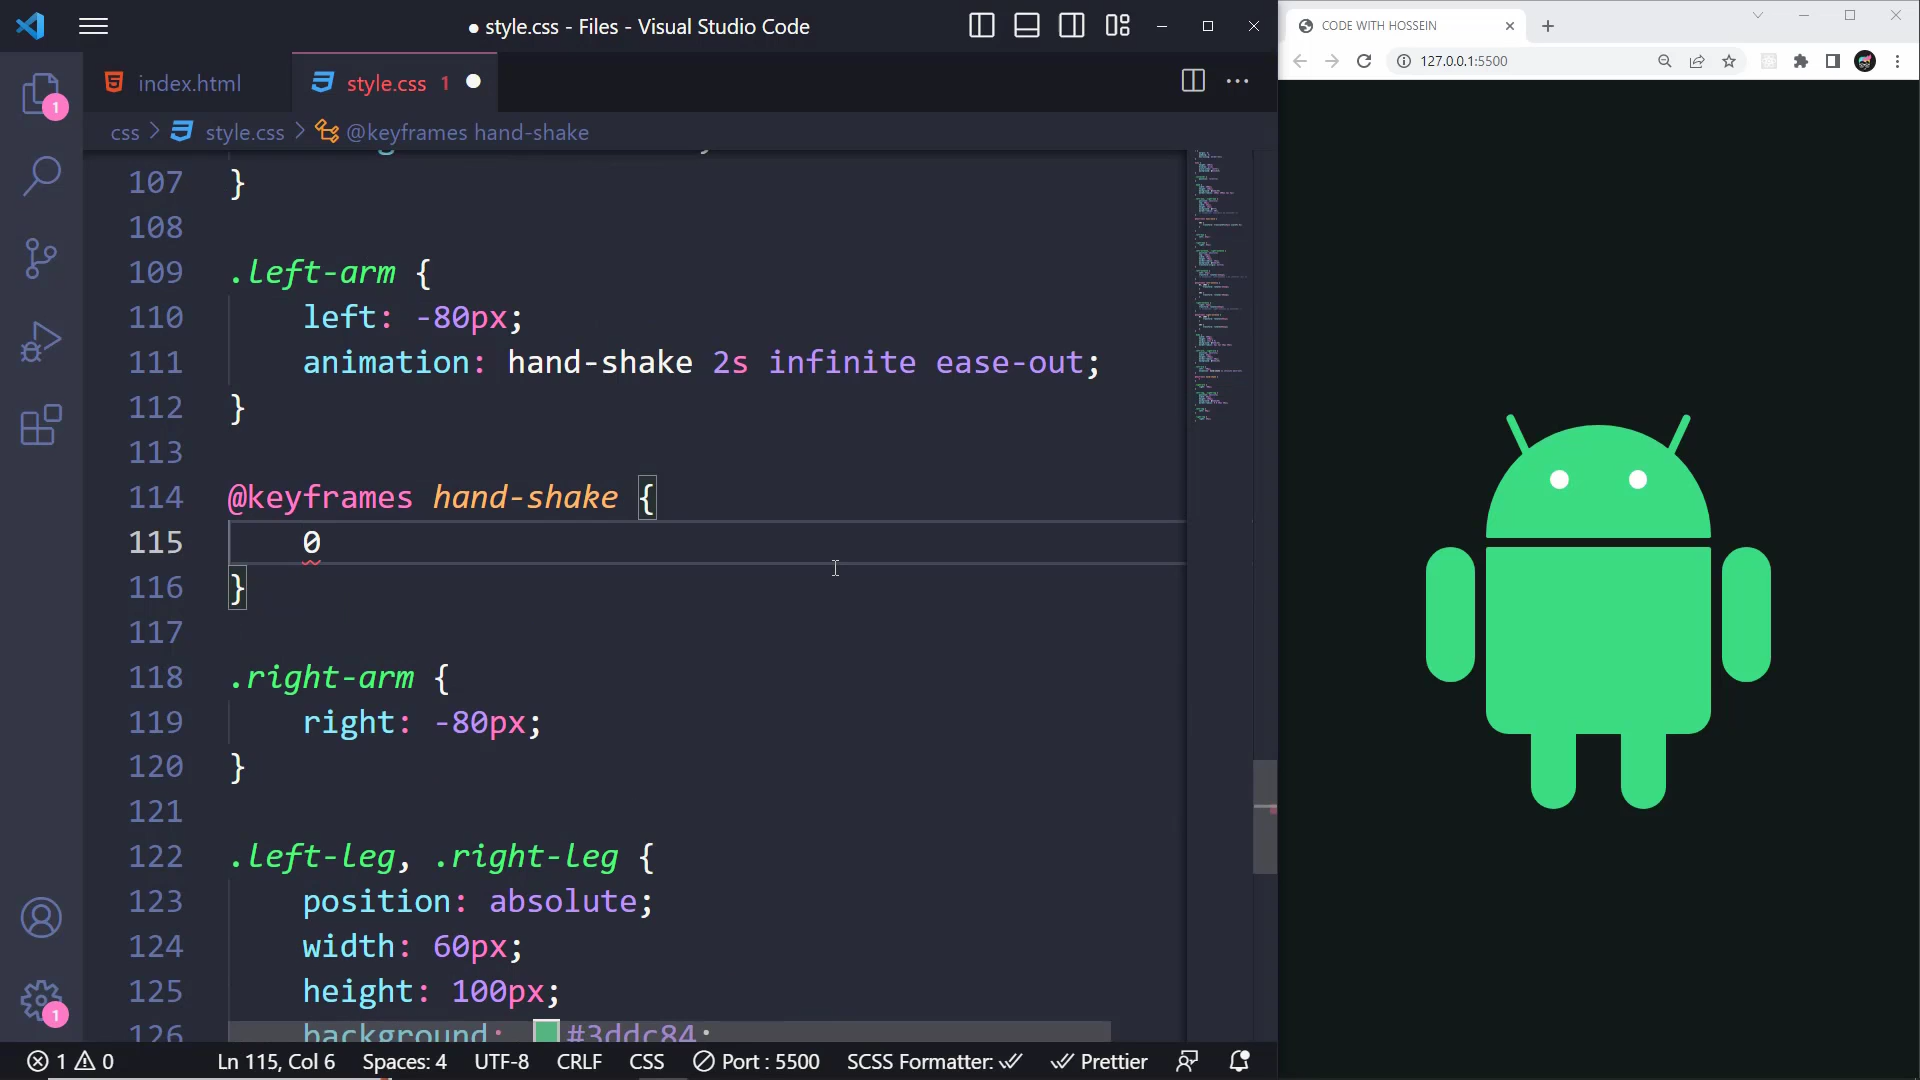 ● style.css - Files - Visual Studio Code
CODE WITH HOSSEIN
127.0.0.1:5500
index.html
style.css 1
css > style.css > @keyframes hand-shake
107 }
108
109 .left-arm {
110 left: -80px;
111 animation: hand-shake 2s infinite ease-out;
112 }
113
114 @keyframes hand-shake {
115 0
116 }
117
118 .right-arm {
119 right: -80px;
120 }
121
122 .left-leg, .right-leg {
123 position: absolute;
124 width: 60px;
125 height: 100px;
126 background: #3ddc84;
1
1
1 0 Ln 115, Col 6 Spaces: 4 UTF-8 CRLF CSS Port : 5500 SCSS Formatter: Prettier